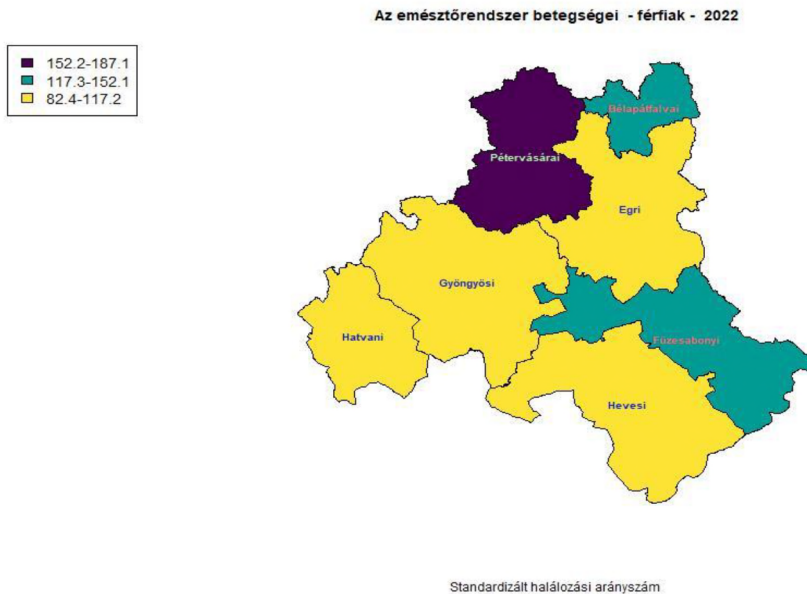 Az emésztőrendszer betegségei - férfiak - 2022
152.2-187.1
117.3-152.1
82.4-117.2
Bélapátfalvai
Pétervásárai
Egri
Gyöngyösi
Hatvani
Füzesabonyi
Hevesi
Standardizált halálozási arányszám